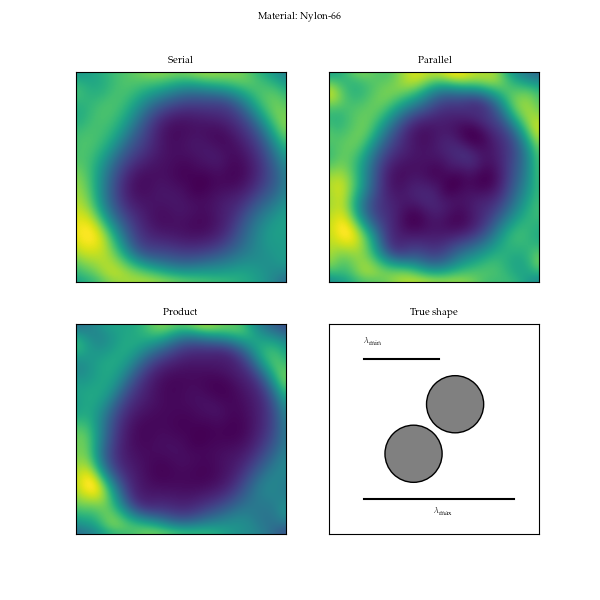 Material: Nylon-66
Serial
Parallel
Product
True shape
λmin
λmax